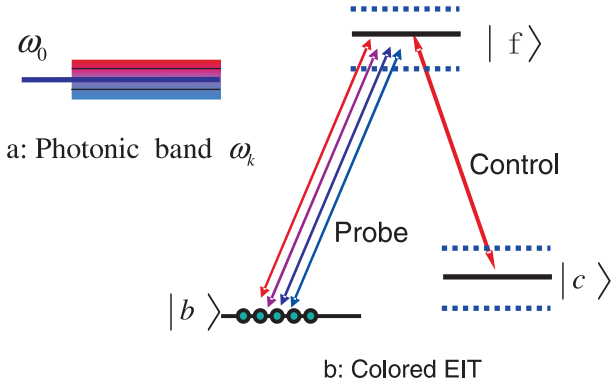 ω₀
a: Photonic band ωₖ
| f ⟩
Control
Probe
| c ⟩
| b ⟩
b: Colored EIT